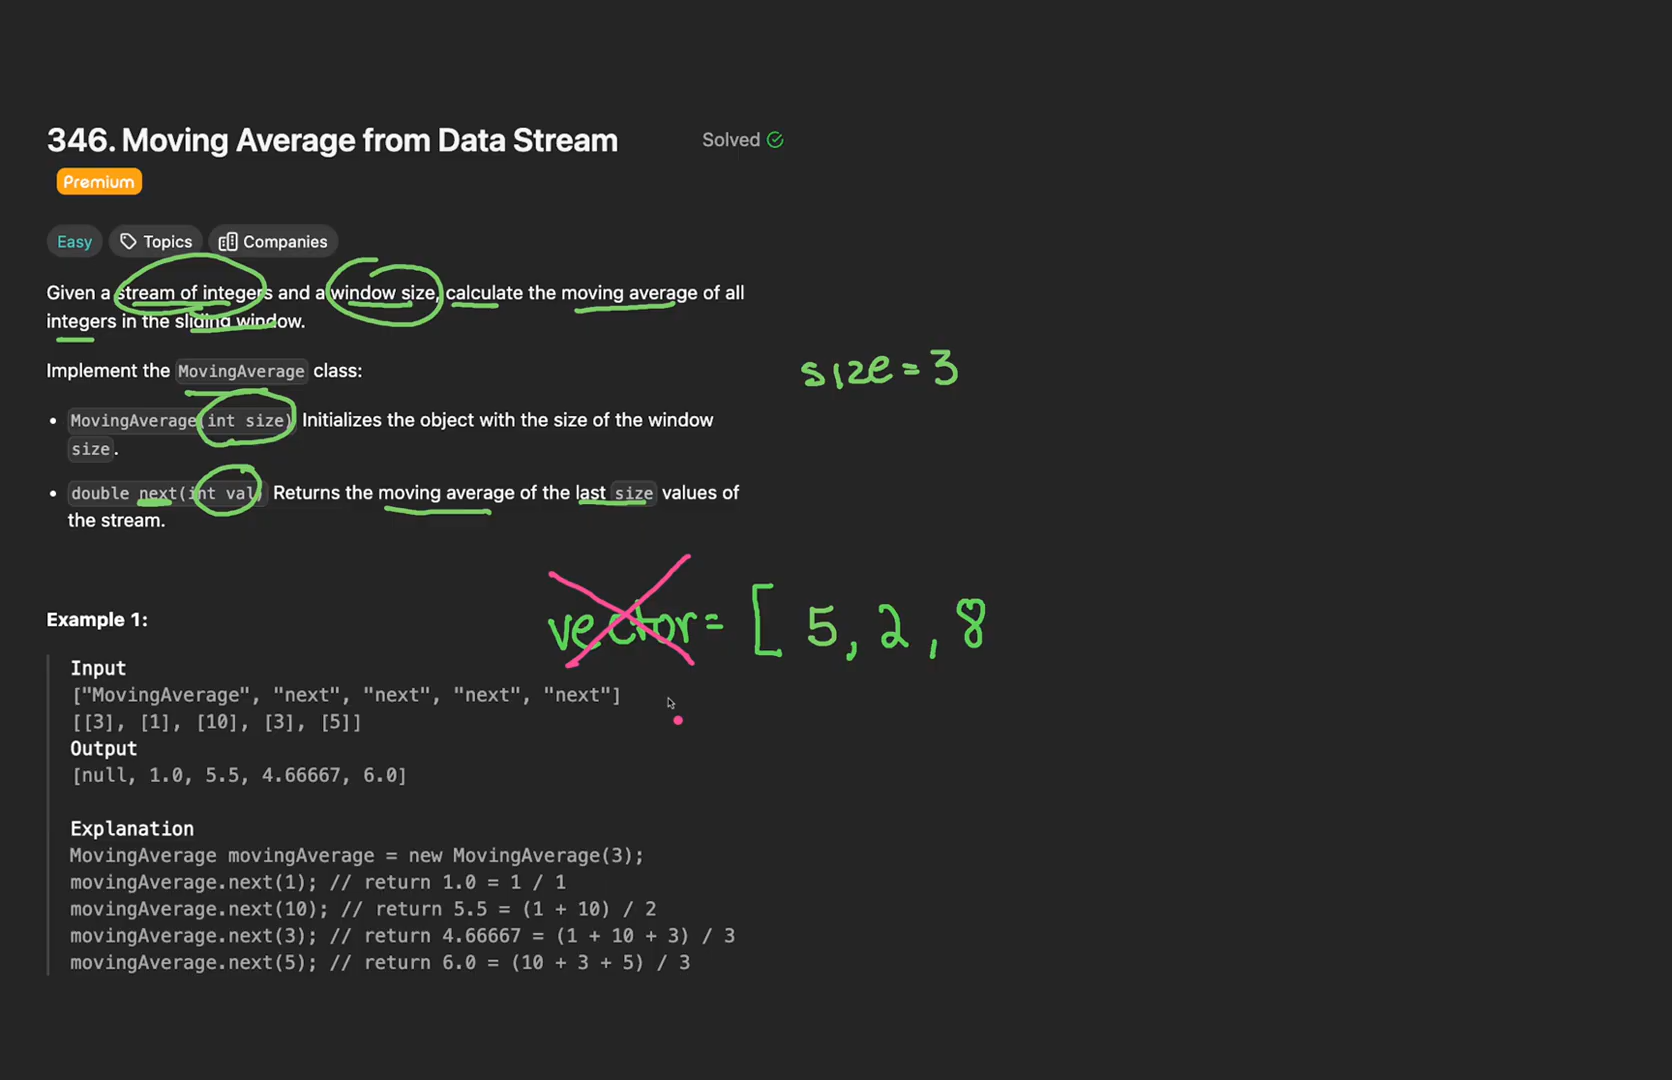 346. Moving Average from Data Stream
Solved
Premium
Easy Topics Companies
Given a stream of integers and a window size, calculate the moving average of all
integers in the sliding window.
Implement the MovingAverage class:
size = 3
• MovingAverage(int size) Initializes the object with the size of the window
size.
• double next(int val) Returns the moving average of the last size values of
the stream.
vector = [ 5, 2, 8
Example 1:
Input
["MovingAverage", "next", "next", "next", "next"]
[[3], [1], [10], [3], [5]]
Output
[null, 1.0, 5.5, 4.66667, 6.0]
Explanation
MovingAverage movingAverage = new MovingAverage(3);
movingAverage.next(1); // return 1.0 = 1 / 1
movingAverage.next(10); // return 5.5 = (1 + 10) / 2
movingAverage.next(3); // return 4.66667 = (1 + 10 + 3) / 3
movingAverage.next(5); // return 6.0 = (10 + 3 + 5) / 3